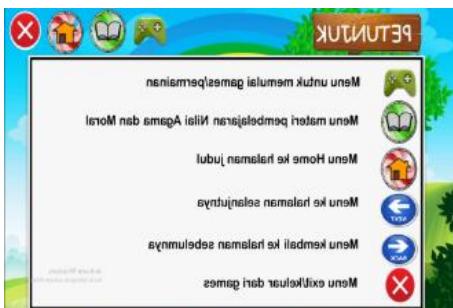 PETUNJUK
Menu untuk memulai games/permainan
Menu materi pembelajaran Nilai Agama dan Moral
Menu Home ke halaman judul
Menu ke halaman selanjutnya
NEXT
Menu kembali ke halaman sebelumnya
BACK
Menu exit/keluar dari games